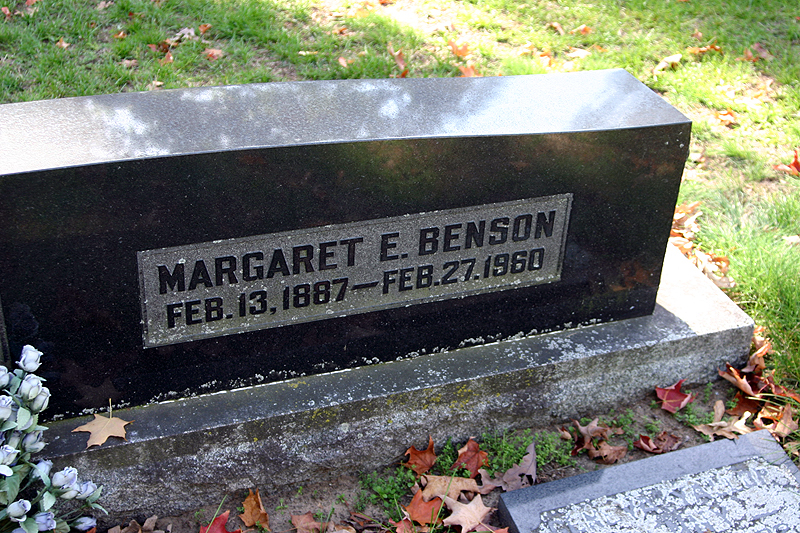 MARGARET E. BENSON
FEB. 13, 1887—FEB. 27. 1960